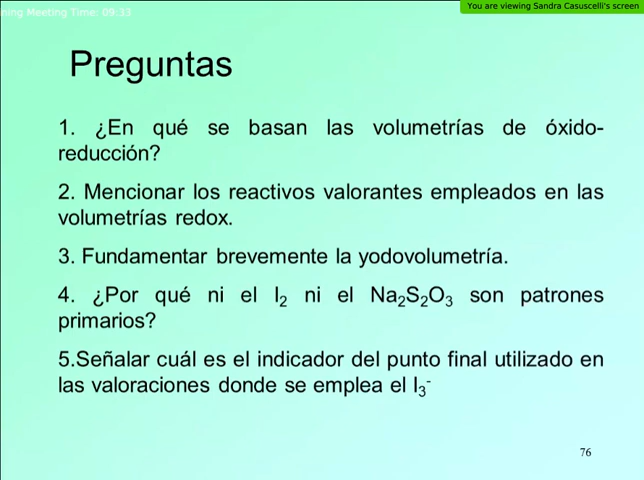 ning Meeting Time: 09:33
You are viewing Sandra Casuscelli's screen
Preguntas
1. ¿En qué se basan las volumetrías de óxido-
reducción?
2. Mencionar los reactivos valorantes empleados en las
volumetrías redox.
3. Fundamentar brevemente la yodovolumetría.
4. ¿Por qué ni el I₂ ni el Na₂S₂O₃ son patrones
primarios?
5.Señalar cuál es el indicador del punto final utilizado en
las valoraciones donde se emplea el I₃⁻
76